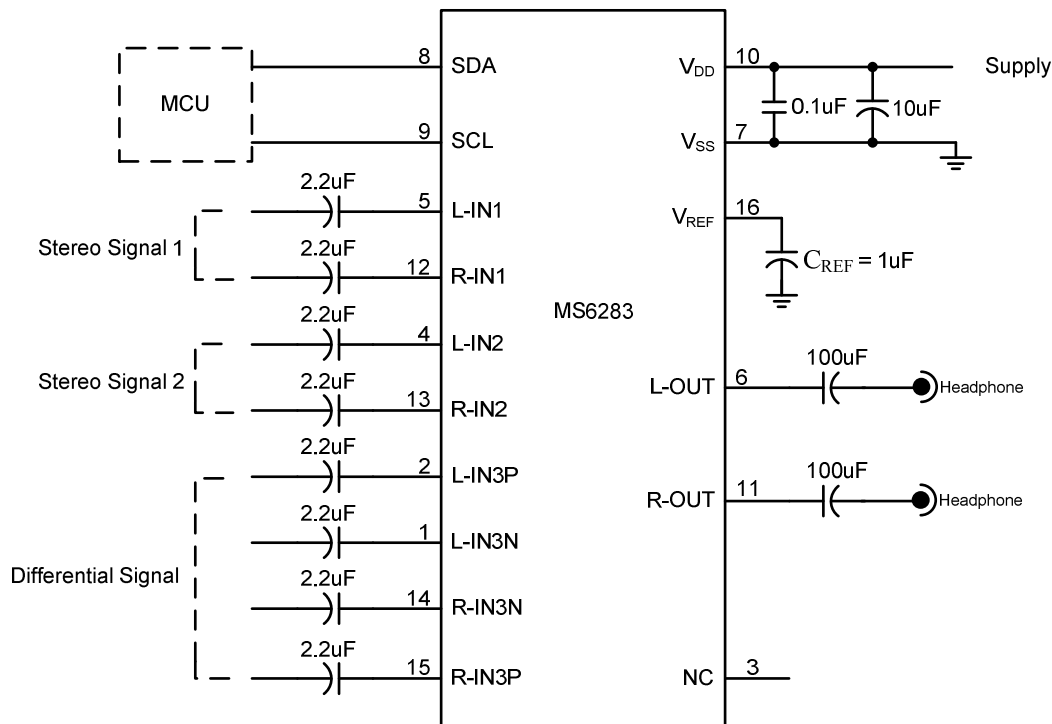 MCU
8 SDA
9 SCL
Stereo Signal 1
2.2uF
5 L-IN1
2.2uF
12 R-IN1
Stereo Signal 2
2.2uF
4 L-IN2
2.2uF
13 R-IN2
Differential Signal
2.2uF
2 L-IN3P
2.2uF
1 L-IN3N
2.2uF
14 R-IN3N
2.2uF
15 R-IN3P
MS6283
VDD 10
Supply
0.1uF
10uF
VSS 7
VREF 16
CREF = 1uF
L-OUT 6
100uF
Headphone
R-OUT 11
100uF
Headphone
NC 3